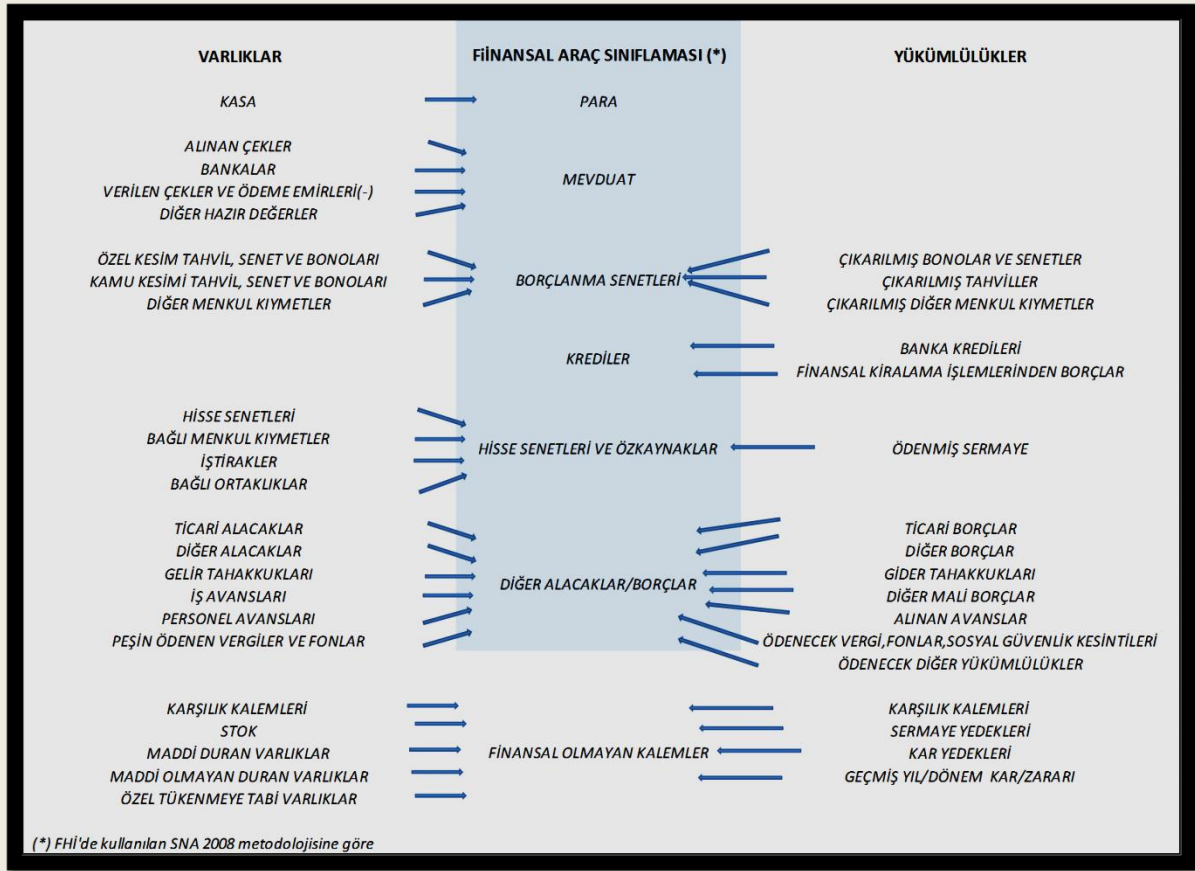 VARLIKLAR FİİNANSAL ARAÇ SINIFLAMASI (*) YÜKÜMLÜLÜKLER
KASA PARA
ALINAN ÇEKLER
BANKALAR
MEVDUAT
VERİLEN ÇEKLER VE ÖDEME EMİRLERİ(-)
DİĞER HAZIR DEĞERLER
ÖZEL KESİM TAHVİL, SENET VE BONOLARI ÇIKARILMIŞ BONOLAR VE SENETLER
KAMU KESİMİ TAHVİL, SENET VE BONOLARI BORÇLANMA SENETLERİ ÇIKARILMIŞ TAHVİLLER
DİĞER MENKUL KIYMETLER ÇIKARILMIŞ DİĞER MENKUL KIYMETLER
BANKA KREDİLERİ
KREDİLER
FİNANSAL KİRALAMA İŞLEMLERİNDEN BORÇLAR
HİSSE SENETLERİ
BAĞLI MENKUL KIYMETLER
HİSSE SENETLERİ VE ÖZKAYNAKLAR ÖDENMİŞ SERMAYE
İŞTİRAKLER
BAĞLI ORTAKLIKLAR
TİCARİ ALACAKLAR TİCARİ BORÇLAR
DİĞER ALACAKLAR DİĞER BORÇLAR
GELİR TAHAKKUKLARI GİDER TAHAKKUKLARI
DİĞER ALACAKLAR/BORÇLAR
İŞ AVANSLARI DİĞER MALİ BORÇLAR
PERSONEL AVANSLARI ALINAN AVANSLAR
PEŞİN ÖDENEN VERGİLER VE FONLAR ÖDENECEK VERGİ,FONLAR,SOSYAL GÜVENLİK KESİNTİLERİ
ÖDENECEK DİĞER YÜKÜMLÜLÜKLER
KARŞILIK KALEMLERİ KARŞILIK KALEMLERİ
STOK SERMAYE YEDEKLERİ
MADDİ DURAN VARLIKLAR FİNANSAL OLMAYAN KALEMLER KAR YEDEKLERİ
MADDİ OLMAYAN DURAN VARLIKLAR GEÇMİŞ YIL/DÖNEM KAR/ZARARI
ÖZEL TÜKENMEYE TABİ VARLIKLAR
(*) FHİ'de kullanılan SNA 2008 metodolojisine göre